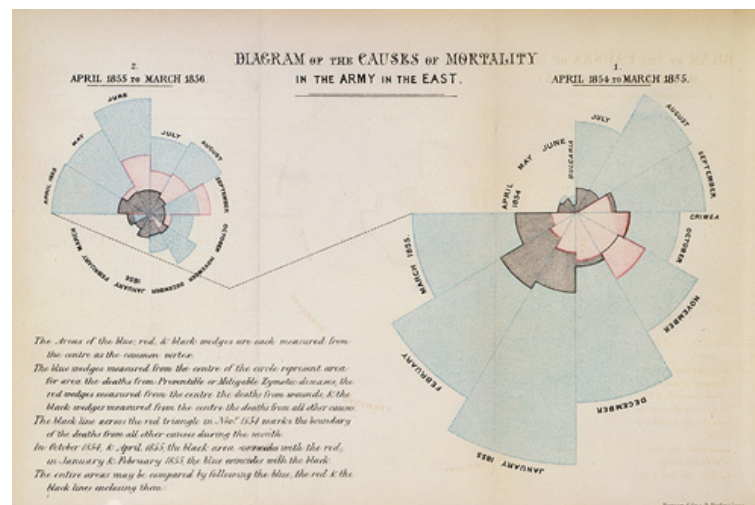 DIAGRAM OF THE CAUSES OF MORTALITY
IN THE ARMY IN THE EAST.
2.
APRIL 1855 TO MARCH 1856.
1.
APRIL 1854 TO MARCH 1855.
APRIL 1855
MAY
JUNE
JULY
AUGUST
SEPTEMBER
OCTOBER
NOVEMBER
DECEMBER
JANUARY 1856
FEBRUARY
MARCH
APRIL 1854
MAY
JUNE
BULGARIA
JULY
AUGUST
SEPTEMBER
CRIMEA
OCTOBER
NOVEMBER
DECEMBER
JANUARY 1855
FEBRUARY
MARCH 1855.
The Areas of the blue, red, & black wedges are each measured from
the centre as the common vertex.
The blue wedges measured from the centre of the circle represent area
for area the deaths from Preventible or Mitigable Zymotic diseases, the
red wedges measured from the centre the deaths from wounds, & the
black wedges measured from the centre the deaths from all other causes.
The black line across the red triangle in Nov.r 1854 marks the boundary
of the deaths from all other causes during the month.
In October 1854, & April 1855, the black area coincides with the red,
in January & February 1855, the blue coincides with the black.
The entire areas may be compared by following the blue, the red & the
black lines enclosing them.